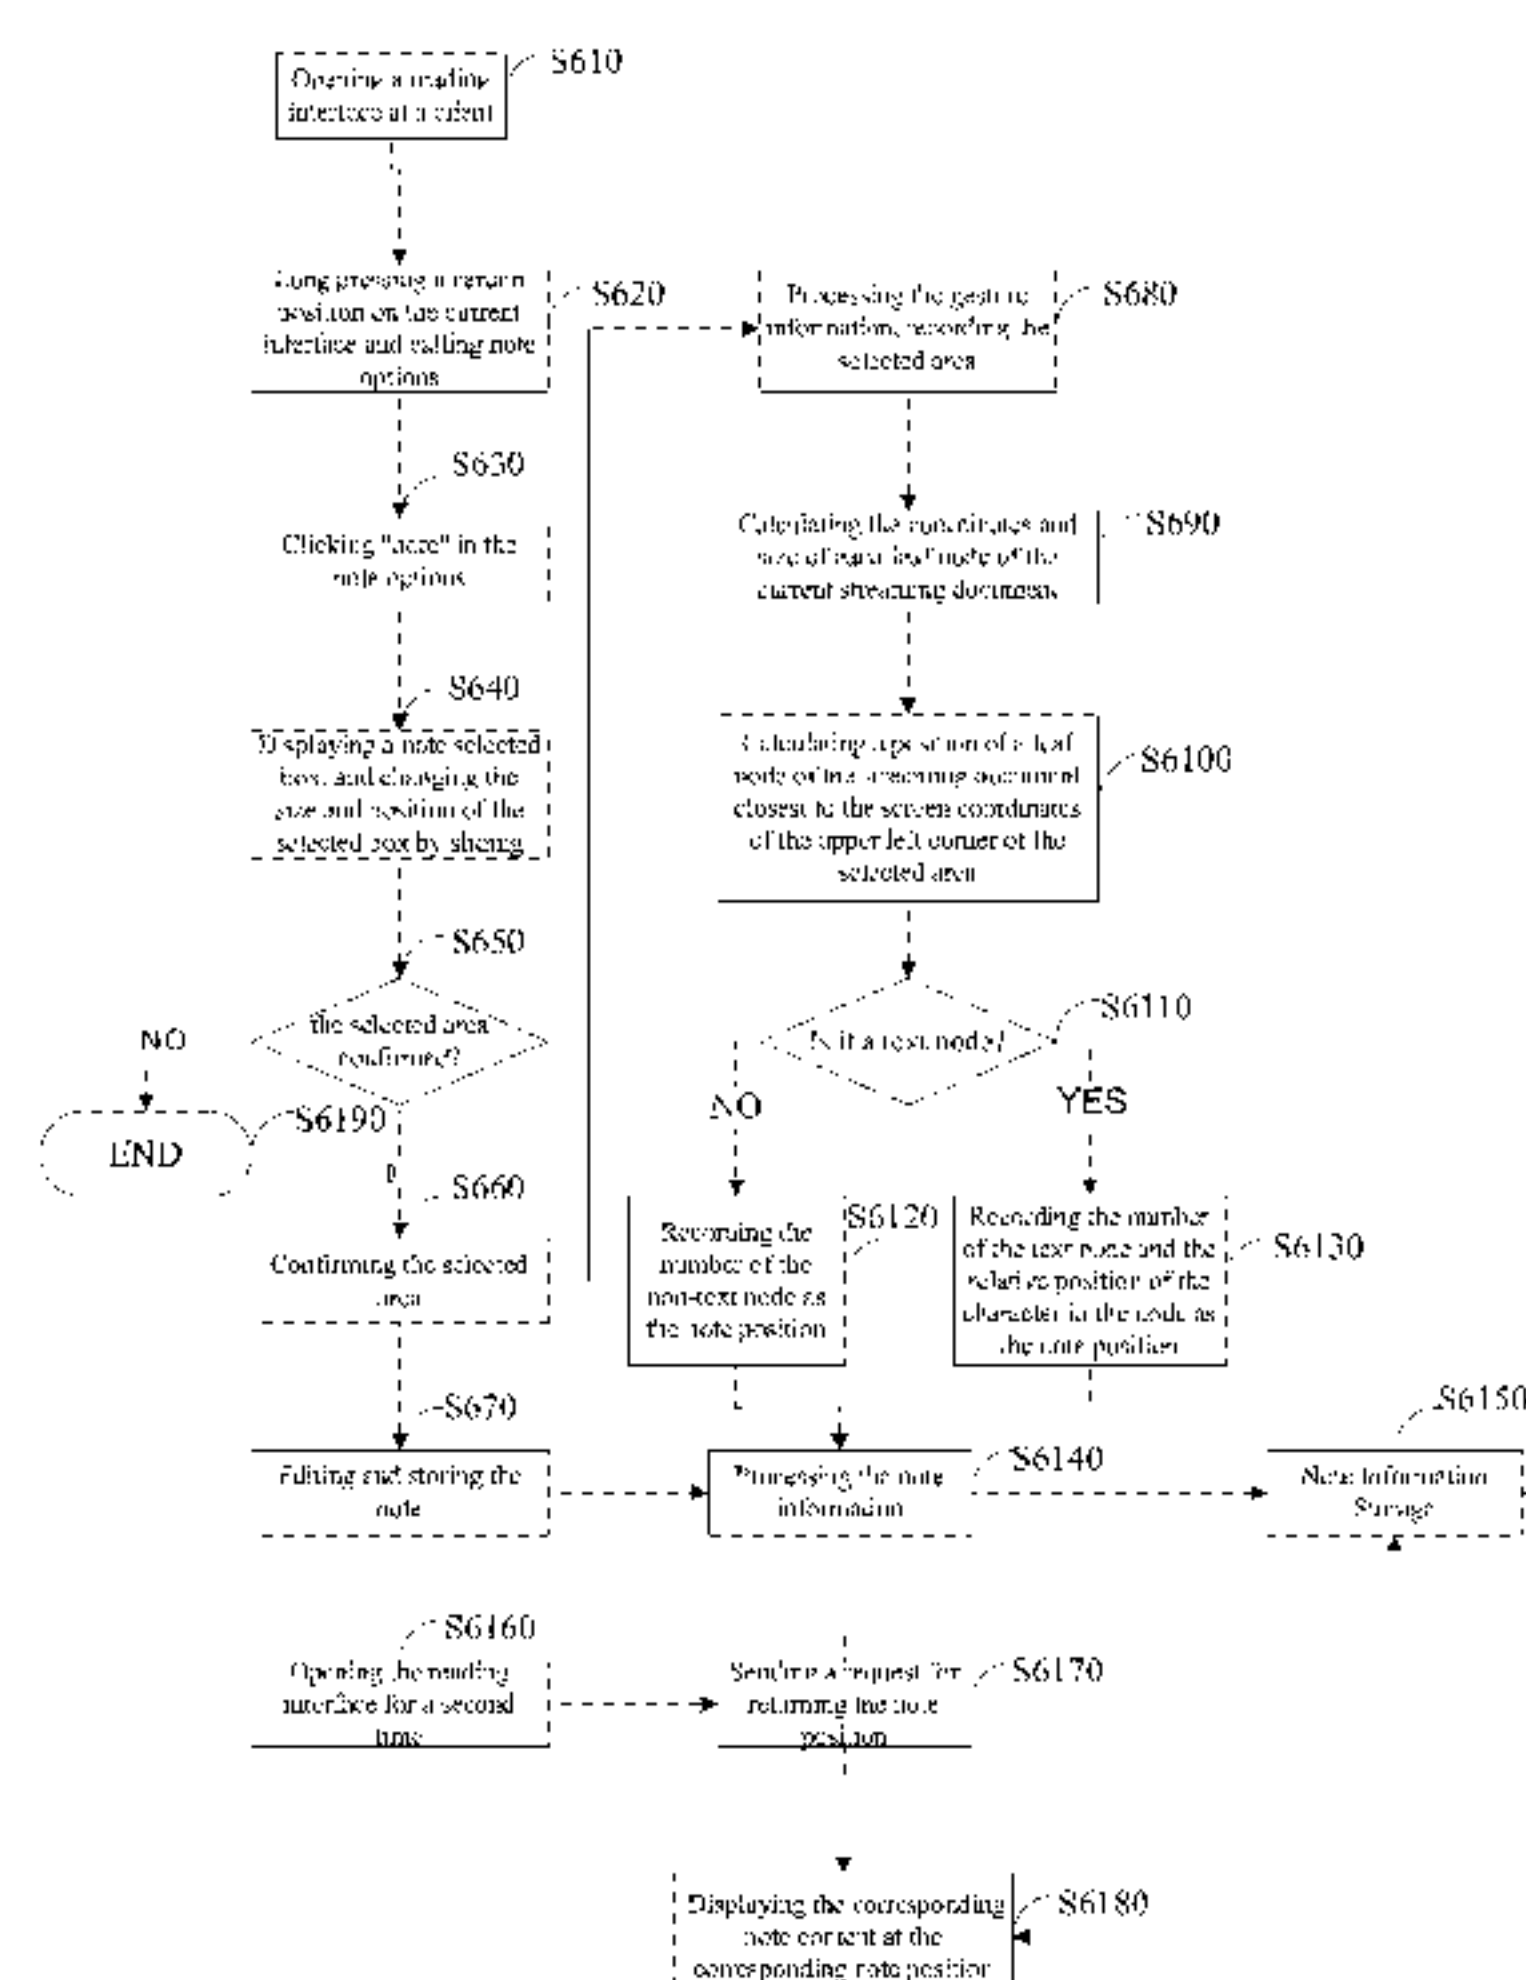 S610
Opening a reading
interface at a client
Long pressing a certain
position on the current
interface and calling note
options
S620
Processing the gesture
information, recording the
selected area
S680
S630
Clicking "note" in the
note options
Calculating the coordinates and
size of each leaf node of the
current streaming document
S690
S640
Displaying a note selected
box, and changing the
size and position of the
selected box by sliding
Calculating a position of a leaf
node of the streaming document
closest to the screen coordinates
of the upper left corner of the
selected area
S6100
S650
the selected area
confirmed?
NO
END
S6190
Is it a text node?
S6110
NO
YES
S660
Confirming the selected
area
Recording the
number of the
non-text node as
the note position
S6120
Recording the number
of the text node and the
relative position of the
character in the node as
the note position
S6130
S670
Editing and storing the
note
Processing the note
information
S6140
S6150
Note Information
Storage
S6160
Opening the reading
interface for a second
time
Sending a request for
returning the note
position
S6170
Displaying the corresponding
note content at the
corresponding note position
S6180